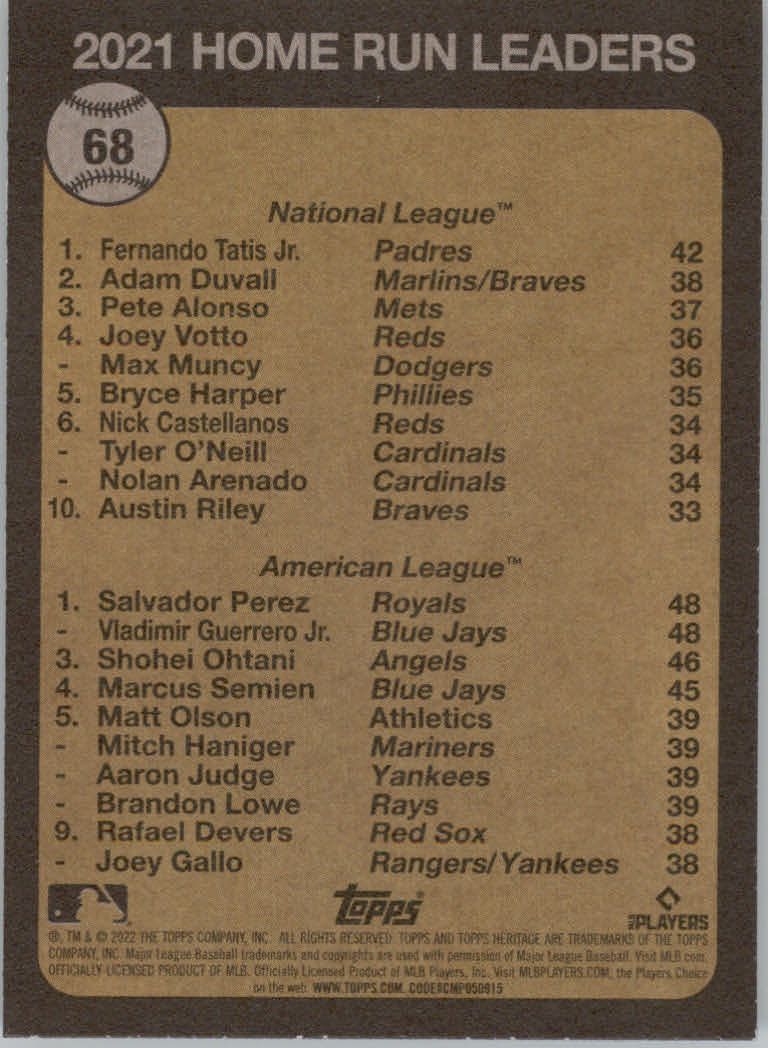 2021 HOME RUN LEADERS
68
National League™
1. Fernando Tatis Jr. Padres 42
2. Adam Duvall Marlins/Braves 38
3. Pete Alonso Mets 37
4. Joey Votto Reds 36
- Max Muncy Dodgers 36
5. Bryce Harper Phillies 35
6. Nick Castellanos Reds 34
- Tyler O'Neill Cardinals 34
- Nolan Arenado Cardinals 34
10. Austin Riley Braves 33
American League™
1. Salvador Perez Royals 48
- Vladimir Guerrero Jr. Blue Jays 48
3. Shohei Ohtani Angels 46
4. Marcus Semien Blue Jays 45
5. Matt Olson Athletics 39
- Mitch Haniger Mariners 39
- Aaron Judge Yankees 39
- Brandon Lowe Rays 39
9. Rafael Devers Red Sox 38
- Joey Gallo Rangers/Yankees 38
TOPPS®
MLB PLAYERS
®, TM & © 2022 THE TOPPS COMPANY, INC. ALL RIGHTS RESERVED. TOPPS AND TOPPS HERITAGE ARE TRADEMARKS OF THE TOPPS
COMPANY, INC. Major League Baseball trademarks and copyrights are used with permission of Major League Baseball. Visit MLB.com.
OFFICIALLY LICENSED PRODUCT OF MLB. Officially Licensed Product of MLB Players, Inc. Visit MLBPLAYERS.COM, the Players Choice
on the web. WWW.TOPPS.COM. CODE#CMP050915